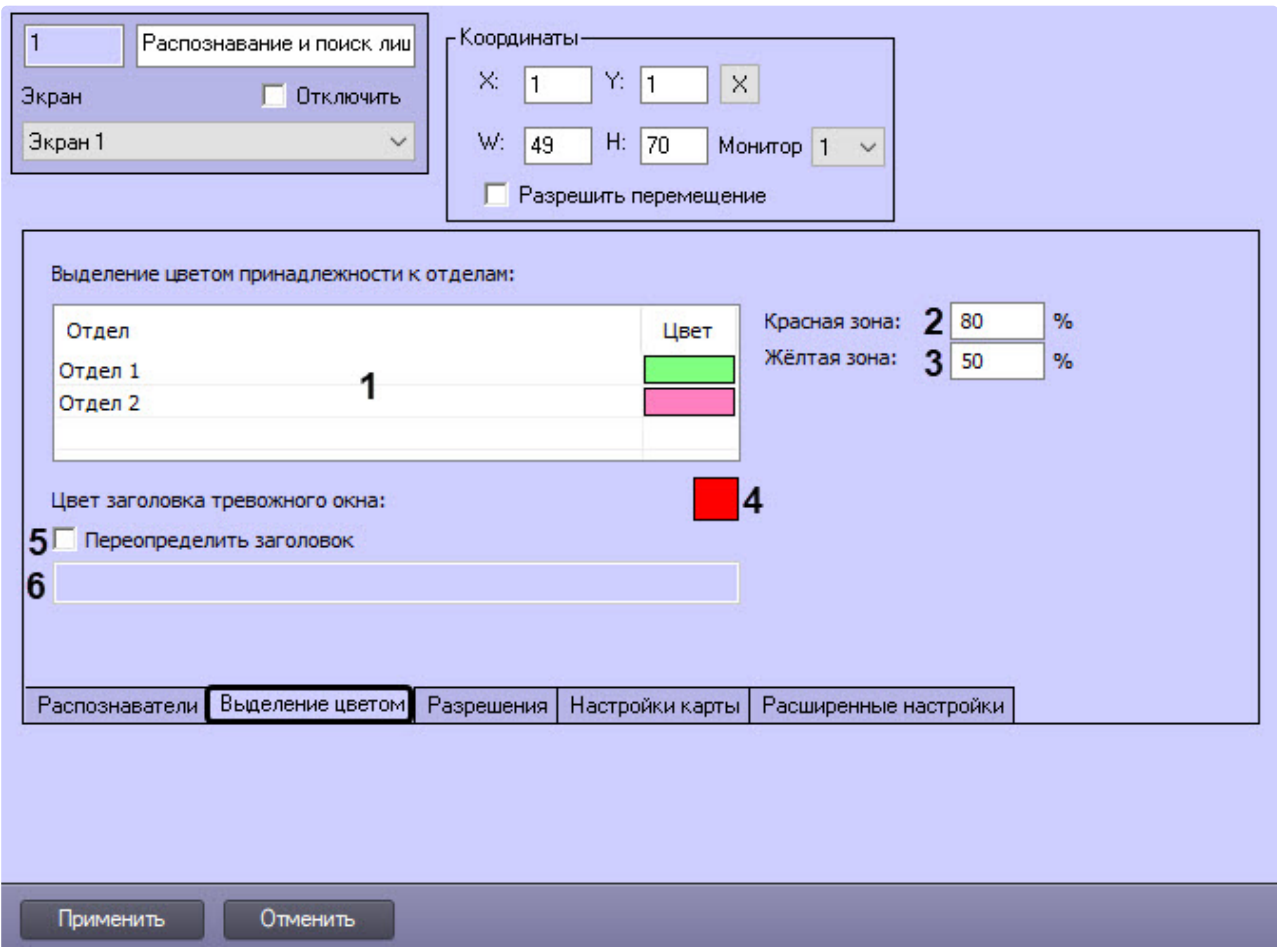 1 Распознавание и поиск лиц
Экран Отключить
Экран 1
Координаты
X: 1 Y: 1 X
W: 49 H: 70 Монитор 1
Разрешить перемещение
Выделение цветом принадлежности к отделам:
Отдел Цвет
Отдел 1
Отдел 2
1
Красная зона: 2 80 %
Жёлтая зона: 3 50 %
Цвет заголовка тревожного окна: 4
5 Переопределить заголовок
6
Распознаватели Выделение цветом Разрешения Настройки карты Расширенные настройки
Применить Отменить